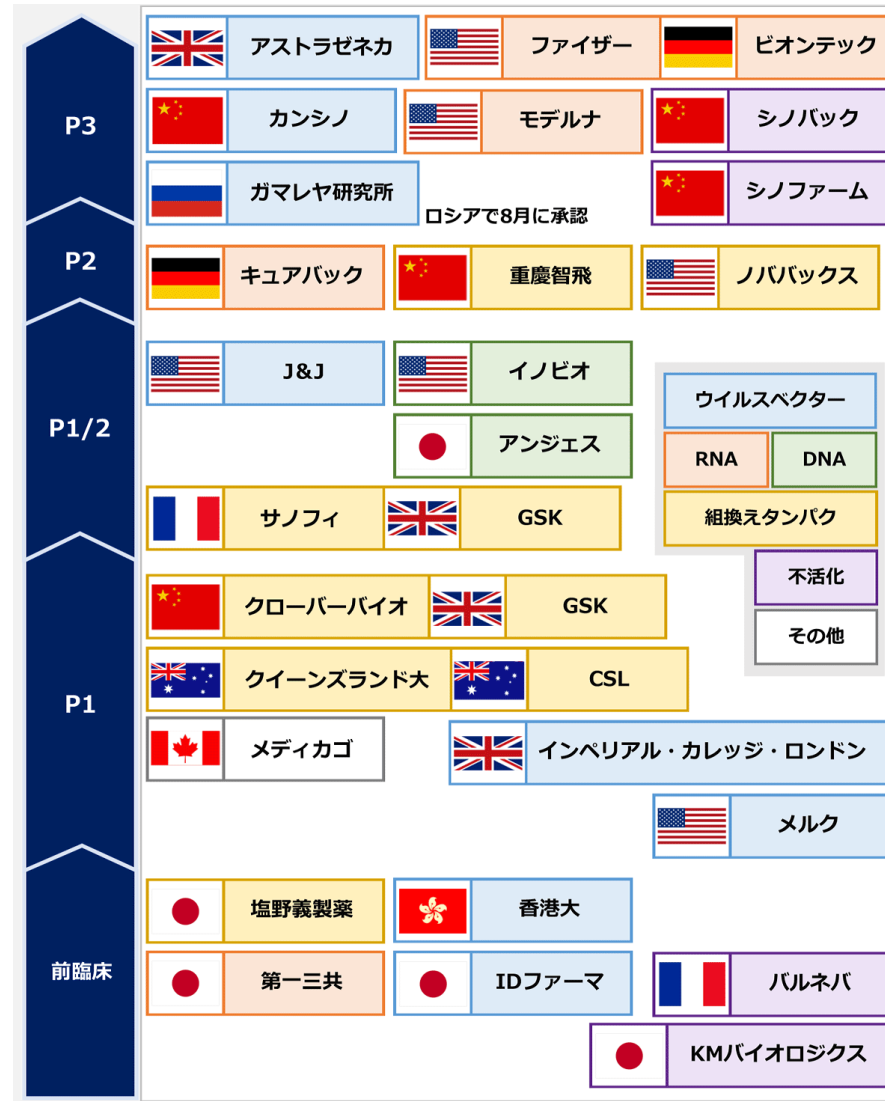 P3
アストラゼネカ
ファイザー
ビオンテック
カンシノ
モデルナ
シノバック
ガマレヤ研究所
ロシアで8月に承認
シノファーム
P2
キュアバック
重慶智飛
ノババックス
P1/2
J&J
イノビオ
アンジェス
サノフィ
GSK
ウイルスベクター
RNA
DNA
組換えタンパク
不活化
その他
P1
クローバーバイオ
GSK
クイーンズランド大
CSL
メディカゴ
インペリアル・カレッジ・ロンドン
メルク
前臨床
塩野義製薬
香港大
第一三共
IDファーマ
バルネバ
KMバイオロジクス